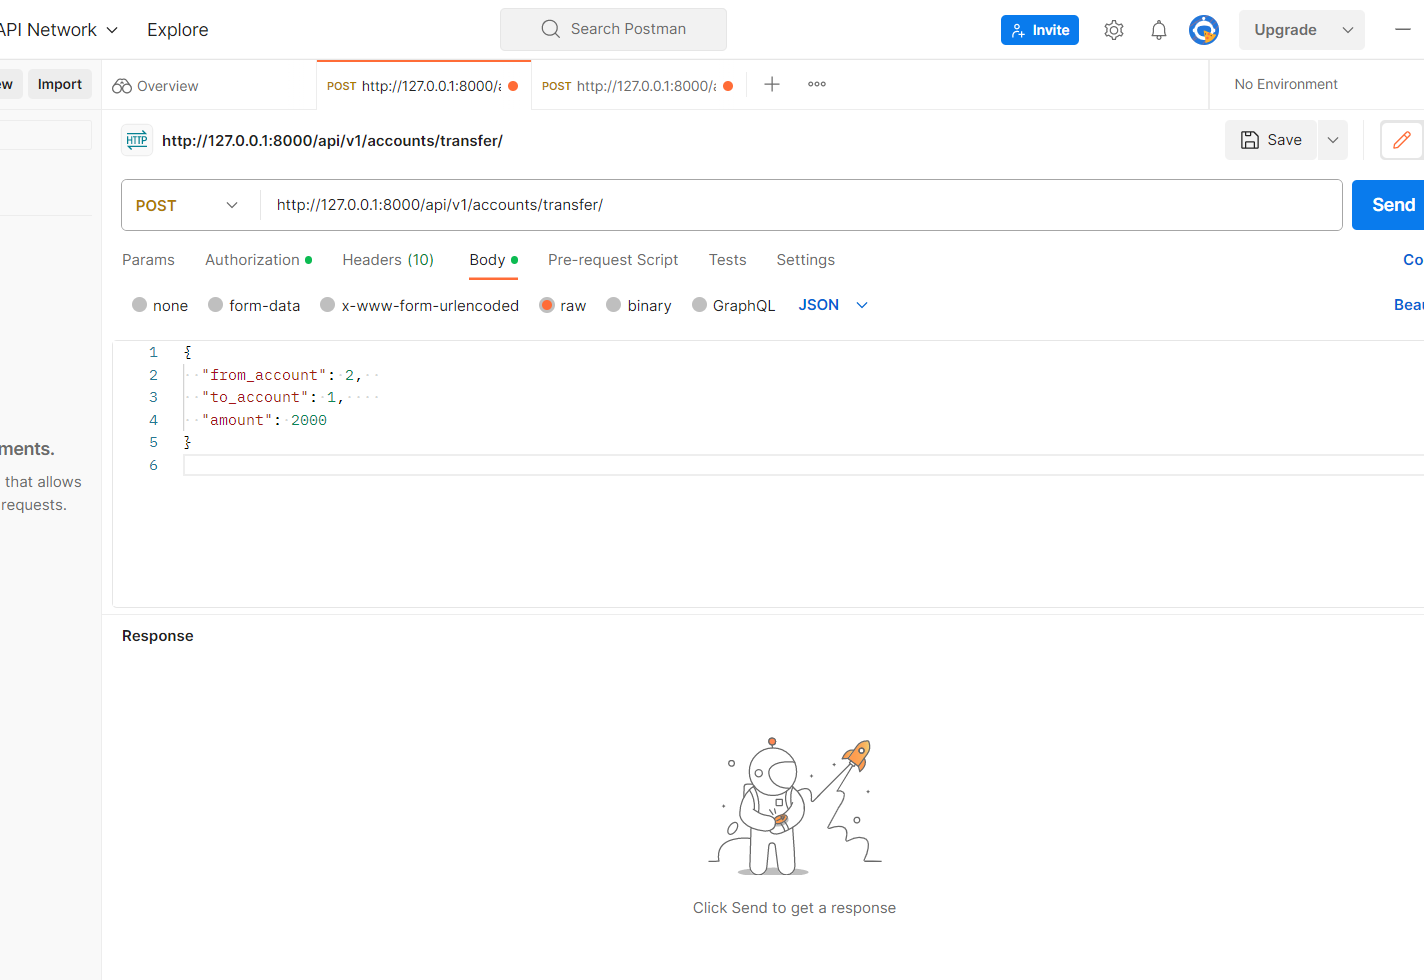 API Network
Explore
Search Postman
Invite
Upgrade
Import
Overview
POST http://127.0.0.1:8000/
POST http://127.0.0.1:8000/
No Environment
HTTP
http://127.0.0.1:8000/api/v1/accounts/transfer/
Save
POST
http://127.0.0.1:8000/api/v1/accounts/transfer/
Send
Params
Authorization
Headers (10)
Body
Pre-request Script
Tests
Settings
Co
none
form-data
x-www-form-urlencoded
raw
binary
GraphQL
JSON
Beau
1 {
2 "from_account": 2,
3 "to_account": 1,
4 "amount": 2000
5 }
6
ments.
that allows
requests.
Response
Click Send to get a response